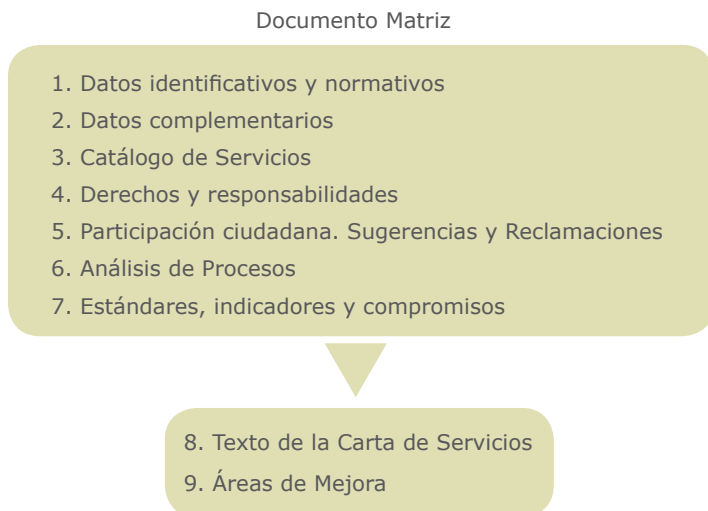 Documento Matriz
1. Datos identificativos y normativos
2. Datos complementarios
3. Catálogo de Servicios
4. Derechos y responsabilidades
5. Participación ciudadana. Sugerencias y Reclamaciones
6. Análisis de Procesos
7. Estándares, indicadores y compromisos
8. Texto de la Carta de Servicios
9. Áreas de Mejora